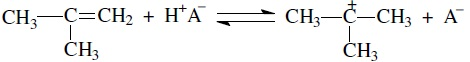 CH₃—C=CH₂ + H⁺A⁻ ⇌ CH₃—C⁺—CH₃ + A⁻
CH₃ CH₃